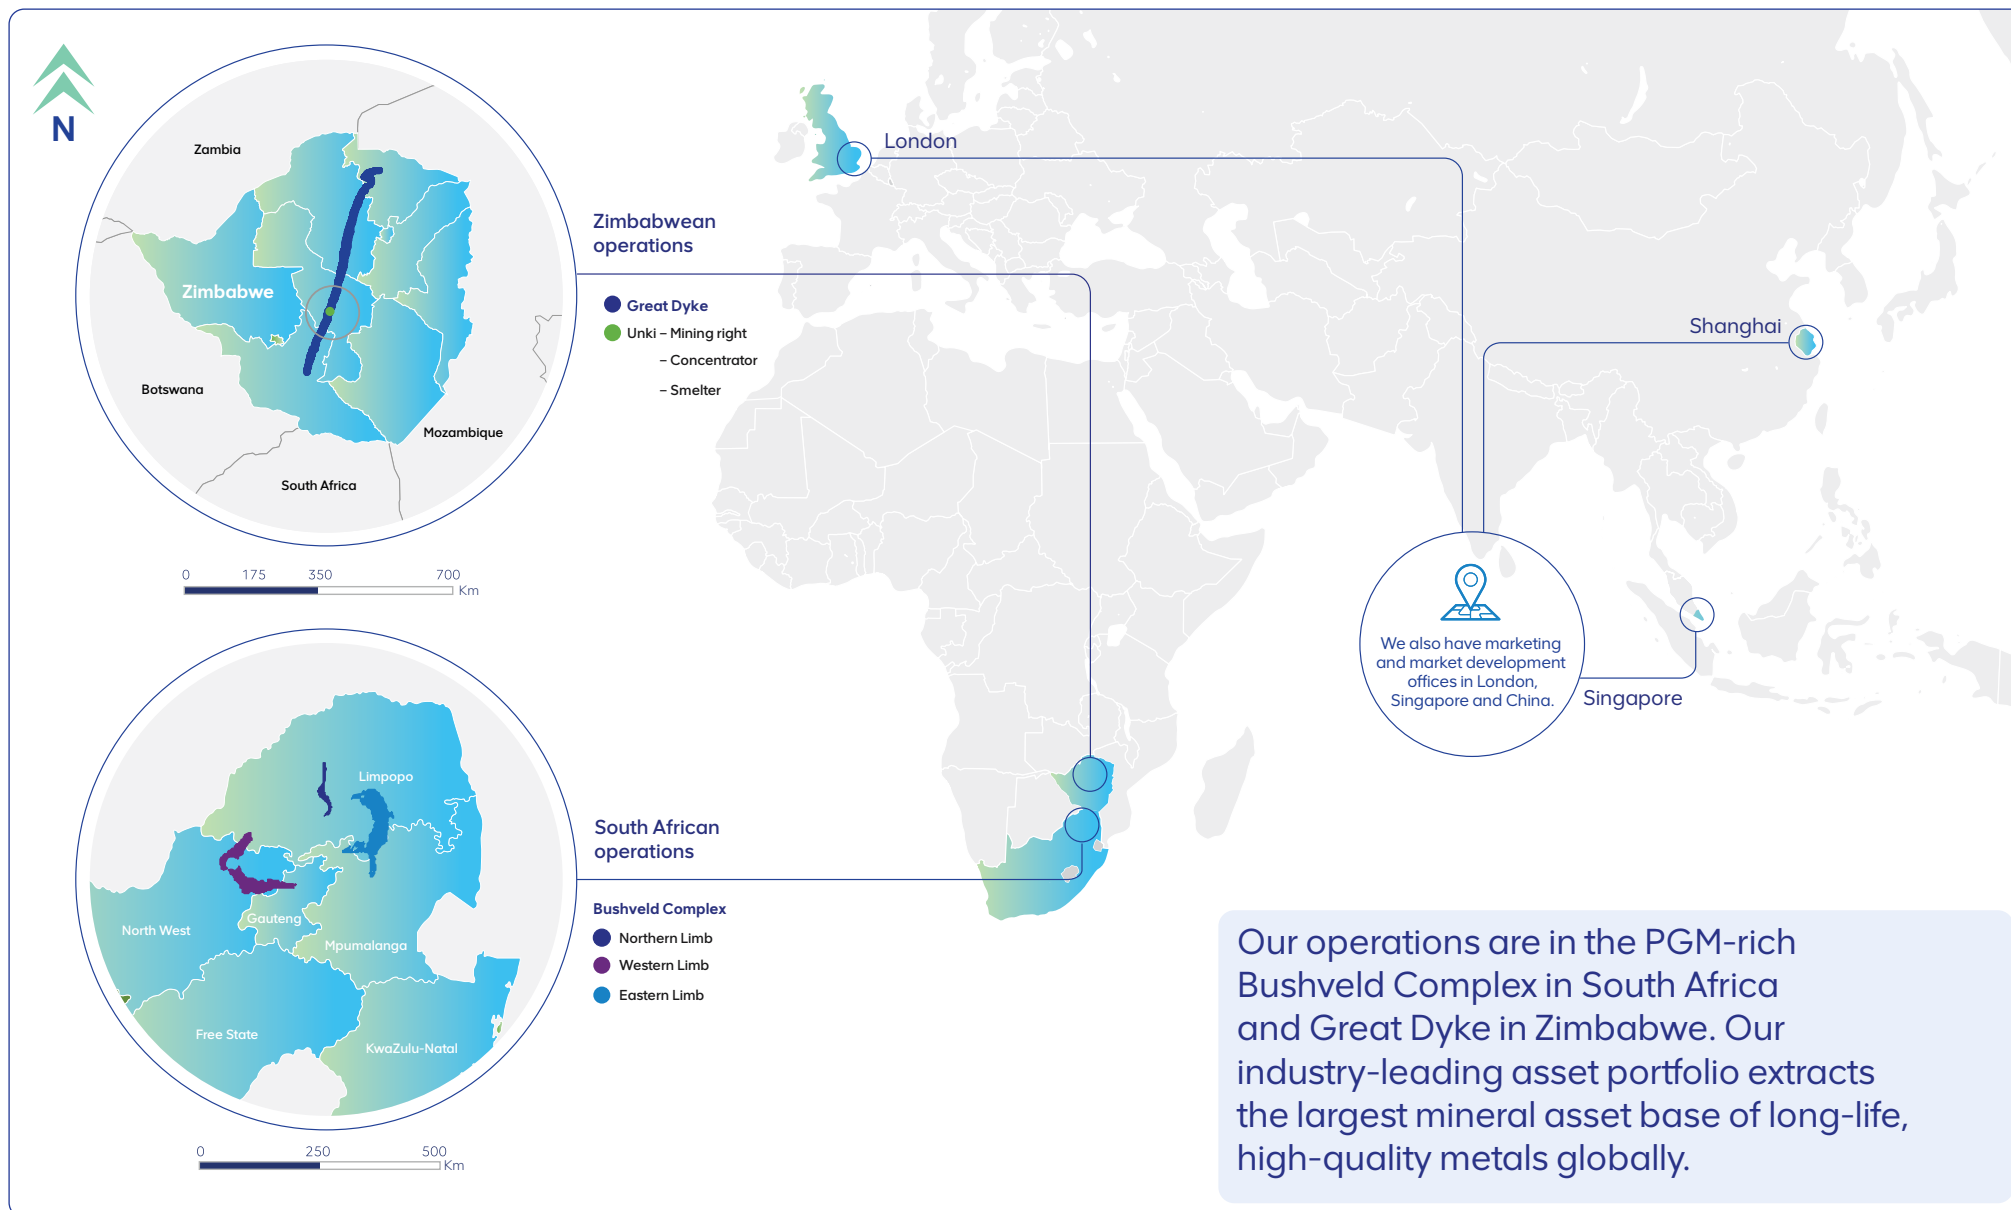 N
Zambia
Zimbabwe
Botswana
Mozambique
South Africa
0 175 350 700
Km
Zimbabwean
operations
Great Dyke
Unki – Mining right
– Concentrator
– Smelter
London
Shanghai
We also have marketing
and market development
offices in London,
Singapore and China.
Singapore
Limpopo
North West
Gauteng
Mpumalanga
Free State
KwaZulu-Natal
0 250 500
Km
South African
operations
Bushveld Complex
Northern Limb
Western Limb
Eastern Limb
Our operations are in the PGM-rich
Bushveld Complex in South Africa
and Great Dyke in Zimbabwe. Our
industry-leading asset portfolio extracts
the largest mineral asset base of long-life,
high-quality metals globally.